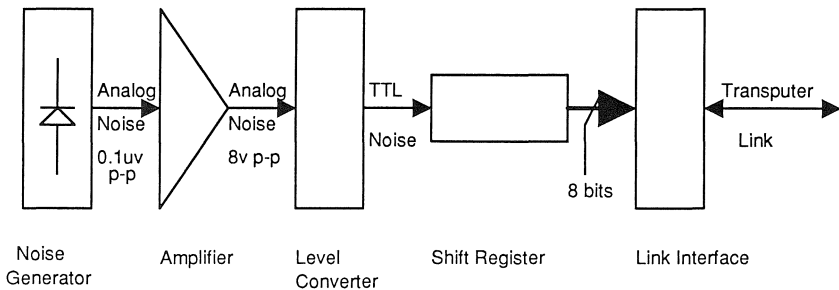 Analog
Noise
0.1uv
p-p
Analog
Noise
8v p-p
TTL
Noise
8 bits
Transputer
Link
Noise
Generator
Amplifier
Level
Converter
Shift Register
Link Interface